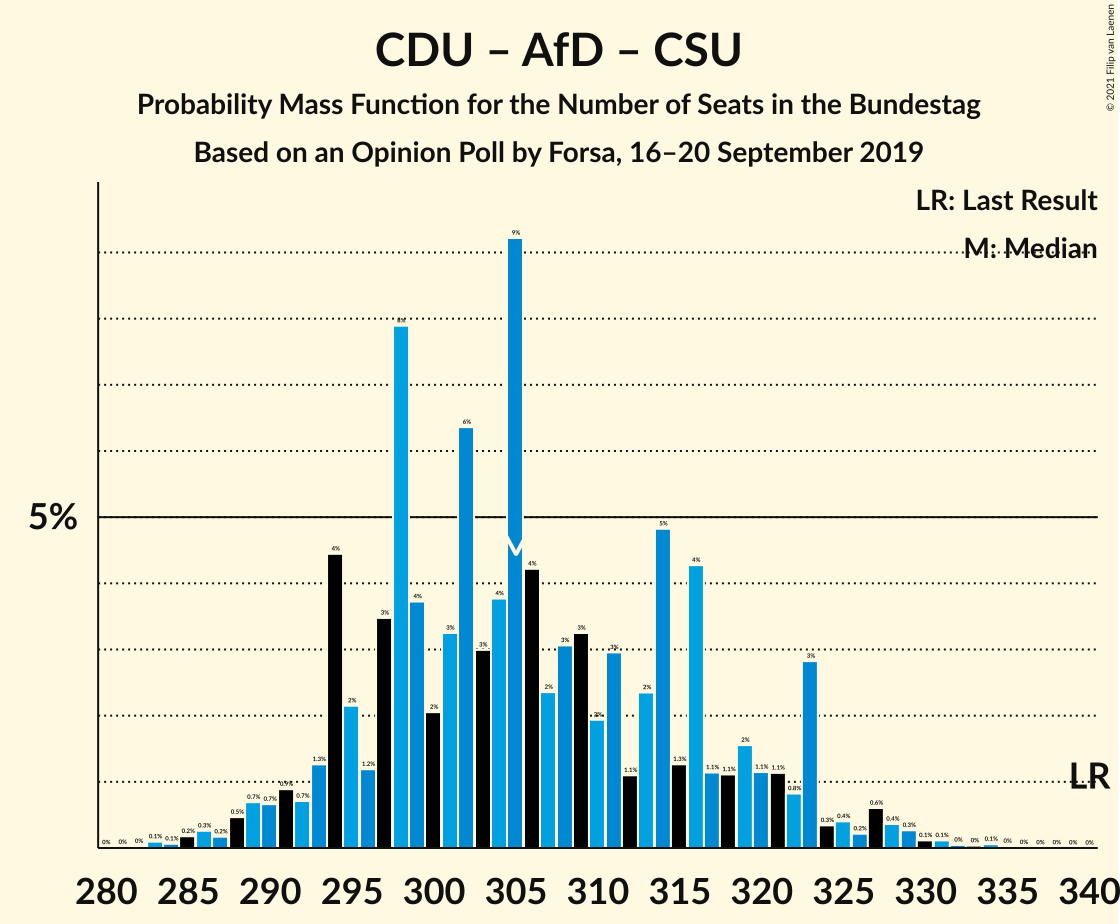 CDU – AfD – CSU
Probability Mass Function for the Number of Seats in the Bundestag
Based on an Opinion Poll by Forsa, 16–20 September 2019
© 2021 Filip van Laenen
LR: Last Result
M: Median
5%
LR
0% 0% 0% 0.1% 0.1% 0.2% 0.3% 0.2% 0.5% 0.7% 0.7% 0.9% 0.7% 1.3% 4% 2% 1.2% 3% 8% 4% 2% 3% 6% 3% 4% 9% 4% 2% 3% 3% 2% 3% 1.1% 2% 5% 1.3% 4% 1.1% 1.1% 2% 1.1% 1.1% 0.8% 3% 0.3% 0.4% 0.2% 0.6% 0.4% 0.3% 0.1% 0.1% 0% 0% 0.1% 0% 0% 0% 0% 0% 0%
280 285 290 295 300 305 310 315 320 325 330 335 340